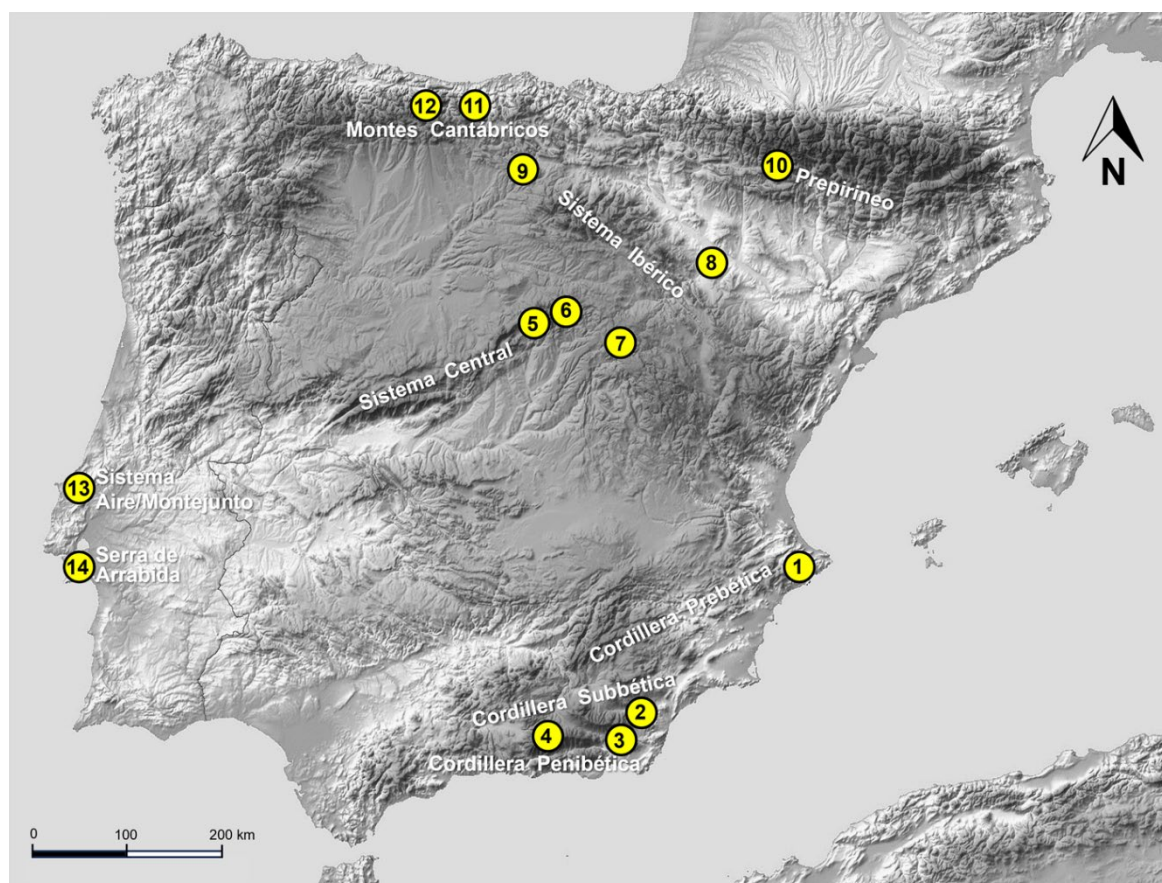 12
11
Montes Cantábricos
9
10
Prepirineo
N
Sistema Ibérico
8
5
6
7
Sistema Central
13
Sistema
Aire/Montejunto
14
Serra de
Arrabida
1
Cordillera Prebética
Cordillera Subbética
2
4
3
Cordillera Penibética
0
100
200 km